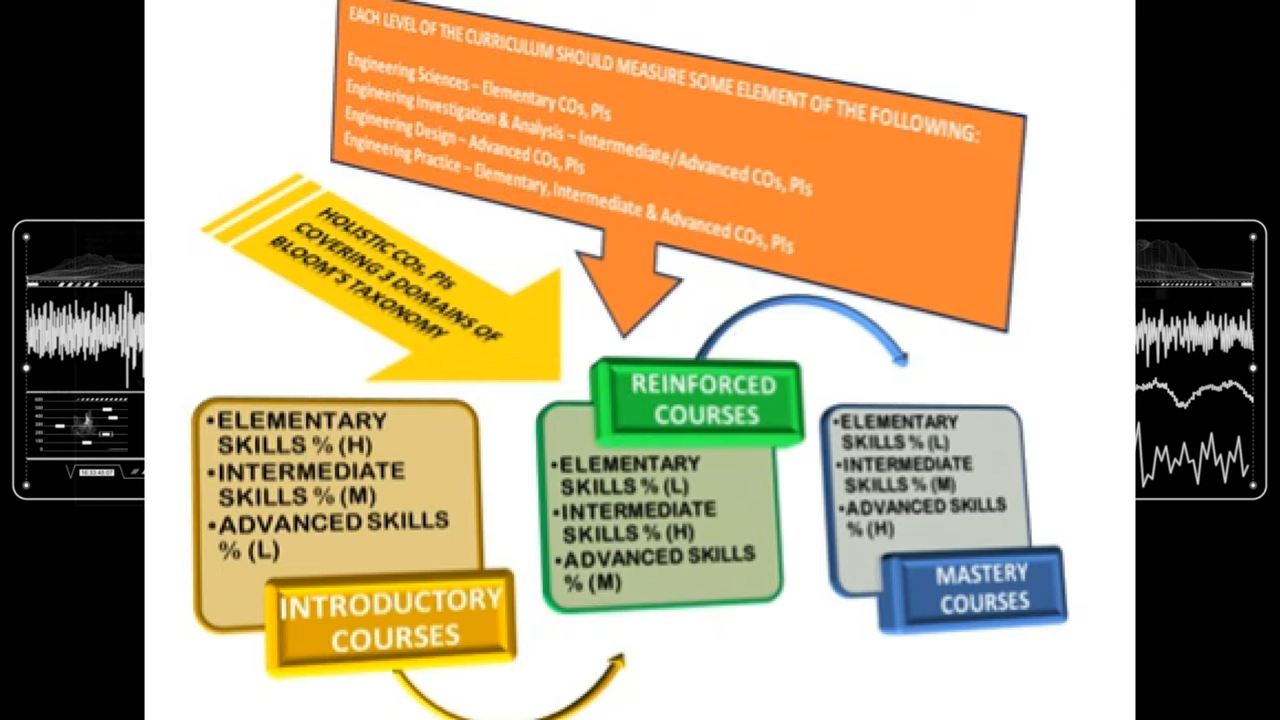 EACH LEVEL OF THE CURRICULUM SHOULD MEASURE SOME ELEMENT OF THE FOLLOWING:
Engineering Sciences – Elementary COs, PIs
Engineering Investigation & Analysis – Intermediate/Advanced COs, PIs
Engineering Design – Advanced COs, PIs
Engineering Practice – Elementary, Intermediate & Advanced COs, PIs
HOLISTIC COs, PIs
COVERING 3 DOMAINS OF
BLOOM'S TAXONOMY
•ELEMENTARY
SKILLS % (H)
•INTERMEDIATE
SKILLS % (M)
•ADVANCED SKILLS
% (L)
INTRODUCTORY
COURSES
REINFORCED
COURSES
•ELEMENTARY
SKILLS % (L)
•INTERMEDIATE
SKILLS % (H)
•ADVANCED SKILLS
% (M)
•ELEMENTARY
SKILLS % (L)
•INTERMEDIATE
SKILLS % (M)
•ADVANCED SKILLS
% (H)
MASTERY
COURSES